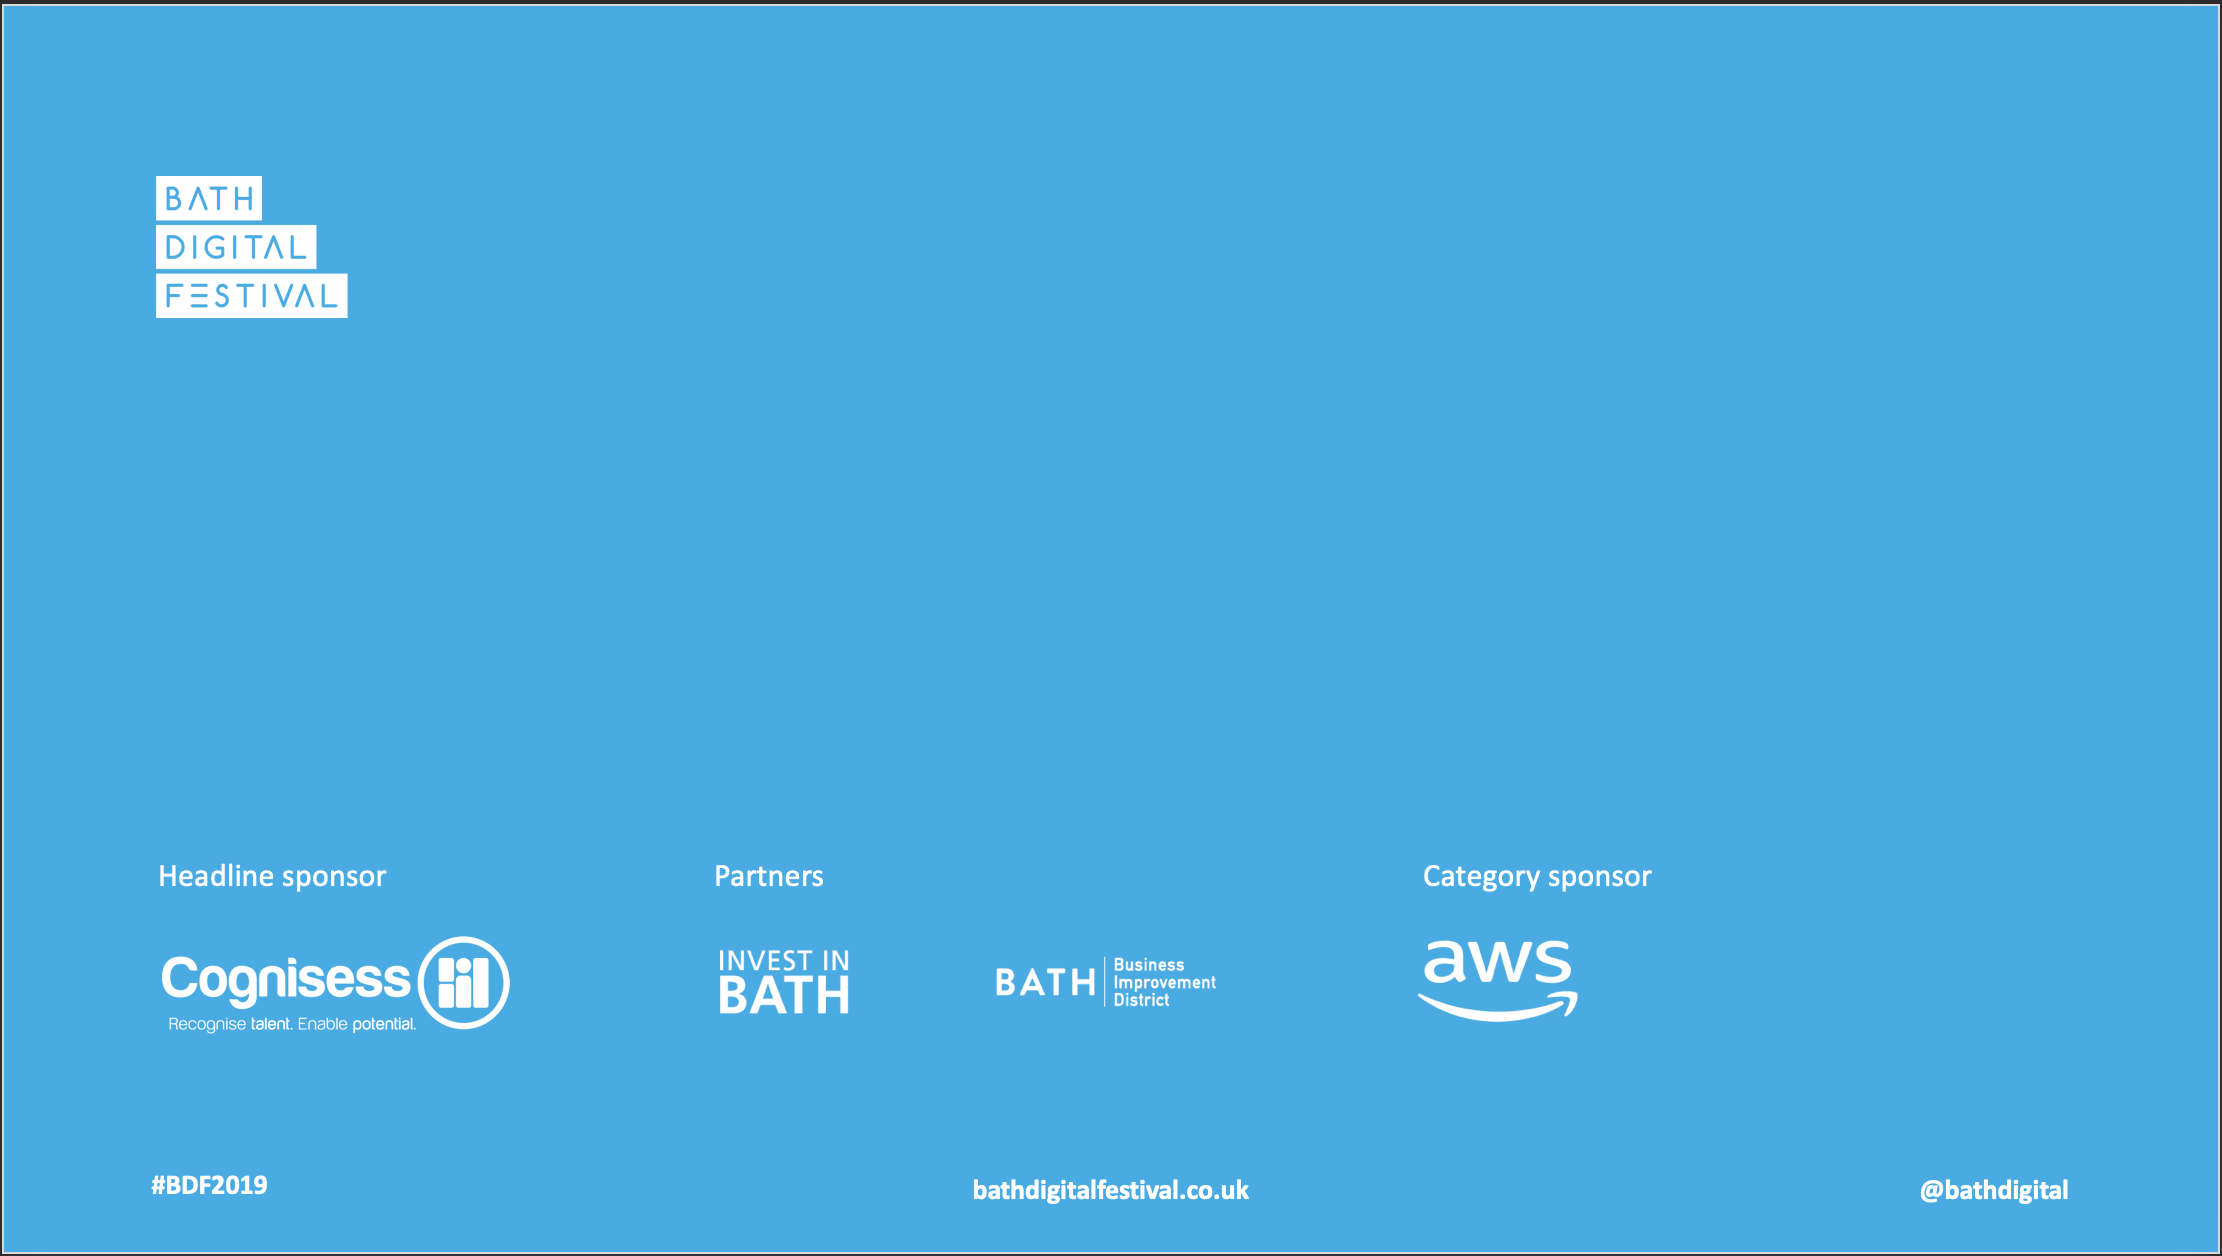 BATH
DIGITAL
FESTIVAL
Headline sponsor
Cognisess
Recognise talent. Enable potential.
Partners
INVEST IN
BATH
BATH
Business
Improvement
District
Category sponsor
aws
#BDF2019
bathdigitalfestival.co.uk
@bathdigital